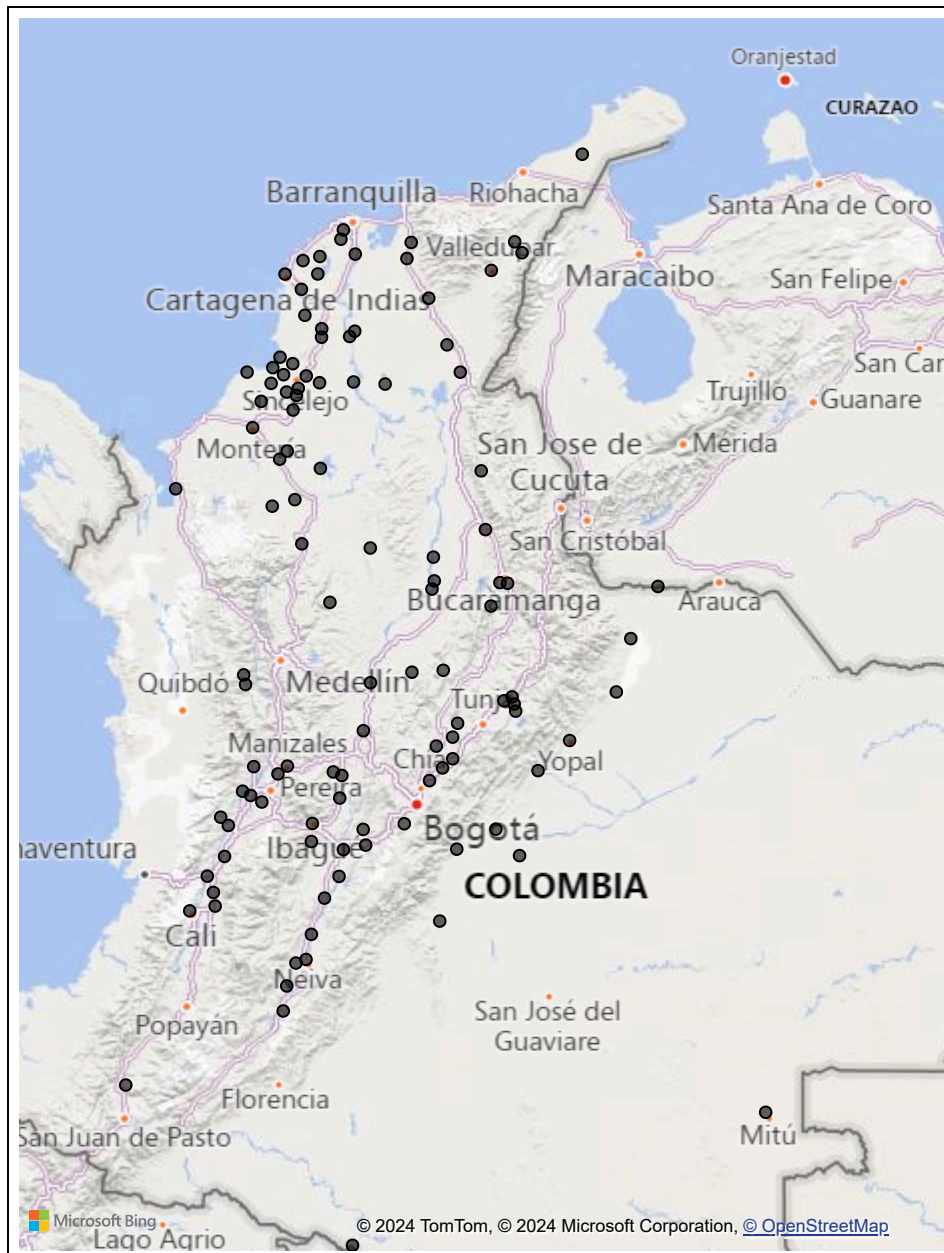 Oranjestad
CURAZAO
Barranquilla
Riohacha
Santa Ana de Coro
Valledupar
Maracaibo
San Felipe
Cartagena de Indias
San Car
Trujillo
Guanare
Sincelejo
Montería
San Jose de
Cucuta
Mérida
San Cristóbal
Bucaramanga
Arauca
Quibdó
Medellín
Tunja
Manizales
Chia
Yopal
Pereira
Bogotá
naventura
Ibagué
COLOMBIA
Cali
Neiva
San José del
Guaviare
Popayán
Florencia
San Juan de Pasto
Mitú
Microsoft Bing
© 2024 TomTom, © 2024 Microsoft Corporation, © OpenStreetMap
Lago Agrio